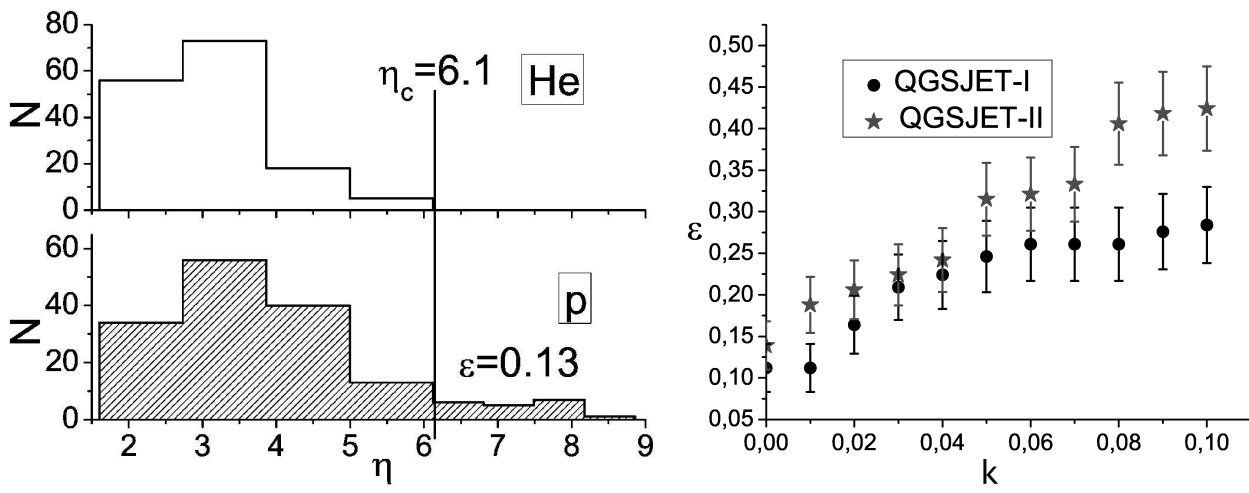 80
60
40
20
0
N
ηc=6.1
He
60
40
20
0
N
p
ε=0.13
2 3 4 5 6 7 8 9
η
0,50
0,45
0,40
0,35
0,30
0,25
0,20
0,15
0,10
0,05
ε
QGSJET-I
QGSJET-II
0,00 0,02 0,04 0,06 0,08 0,10
k